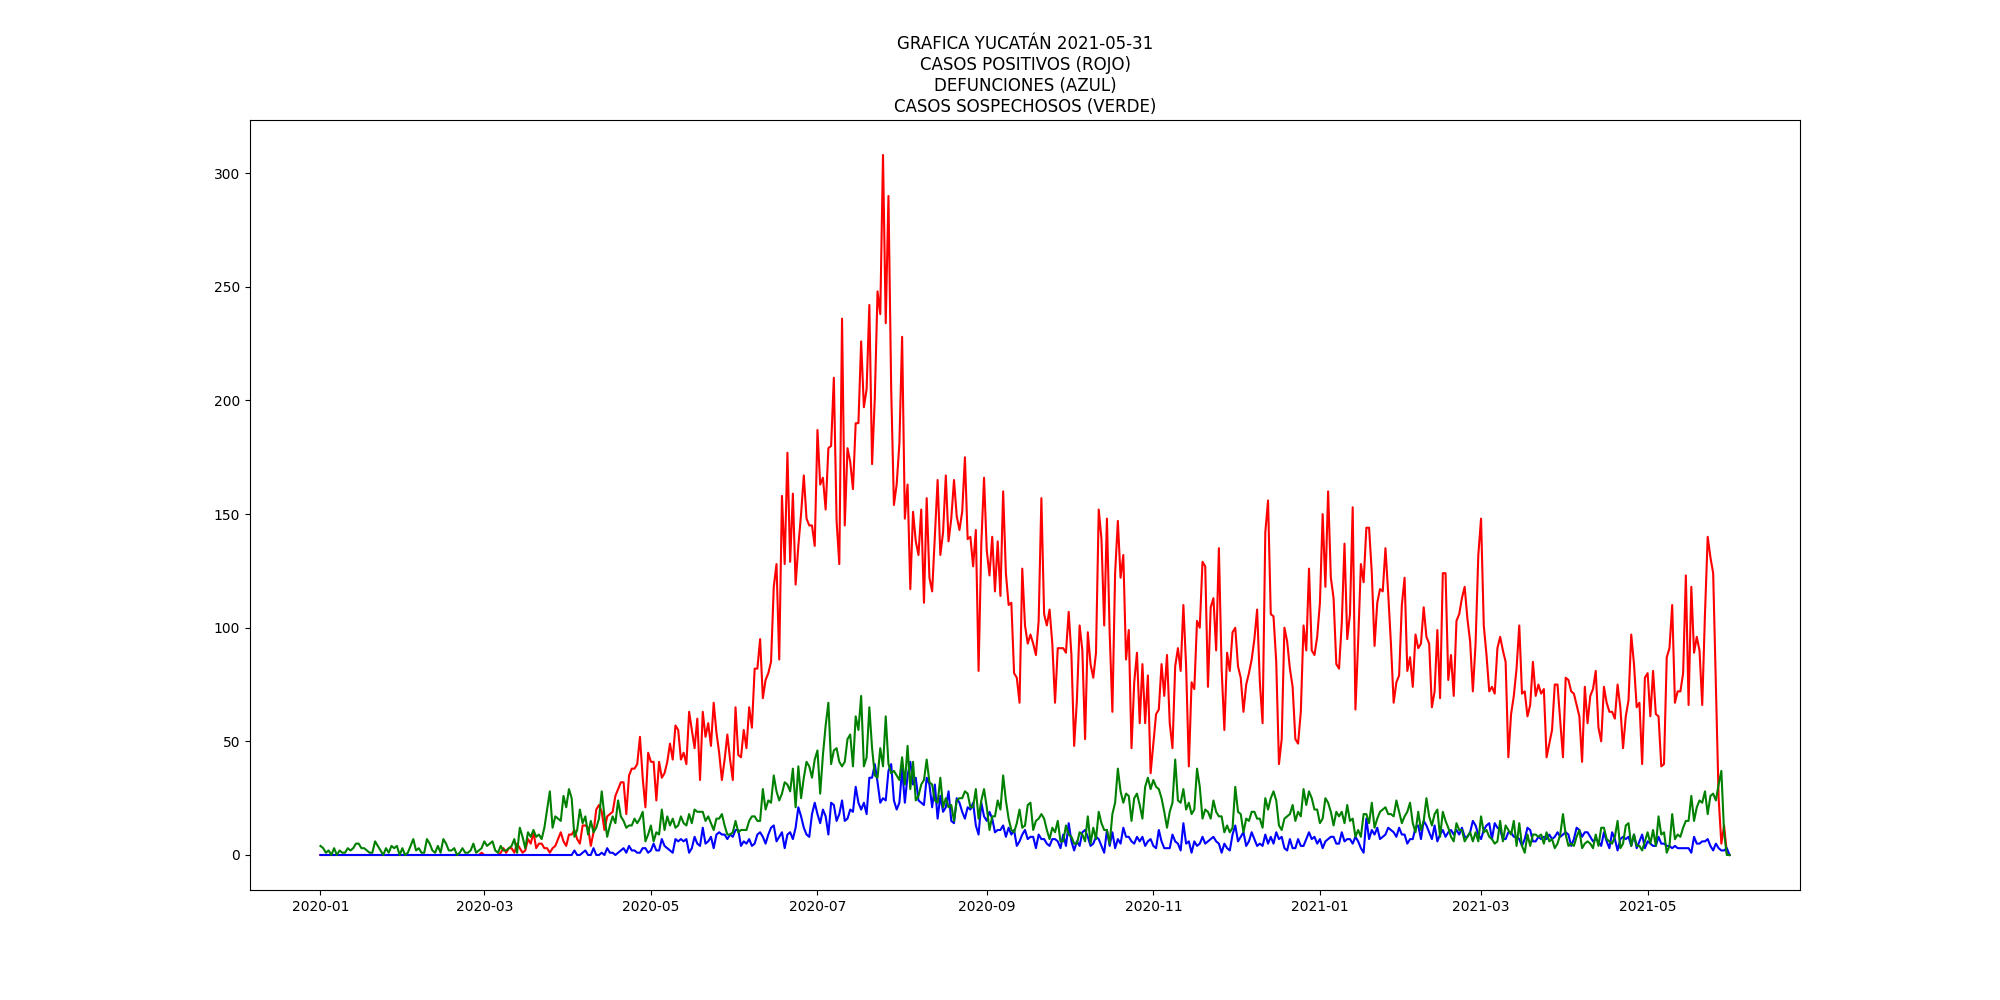 GRAFICA YUCATÁN 2021-05-31
CASOS POSITIVOS (ROJO)
DEFUNCIONES (AZUL)
CASOS SOSPECHOSOS (VERDE)
300
250
200
150
100
50
0
2020-01 2020-03 2020-05 2020-07 2020-09 2020-11 2021-01 2021-03 2021-05